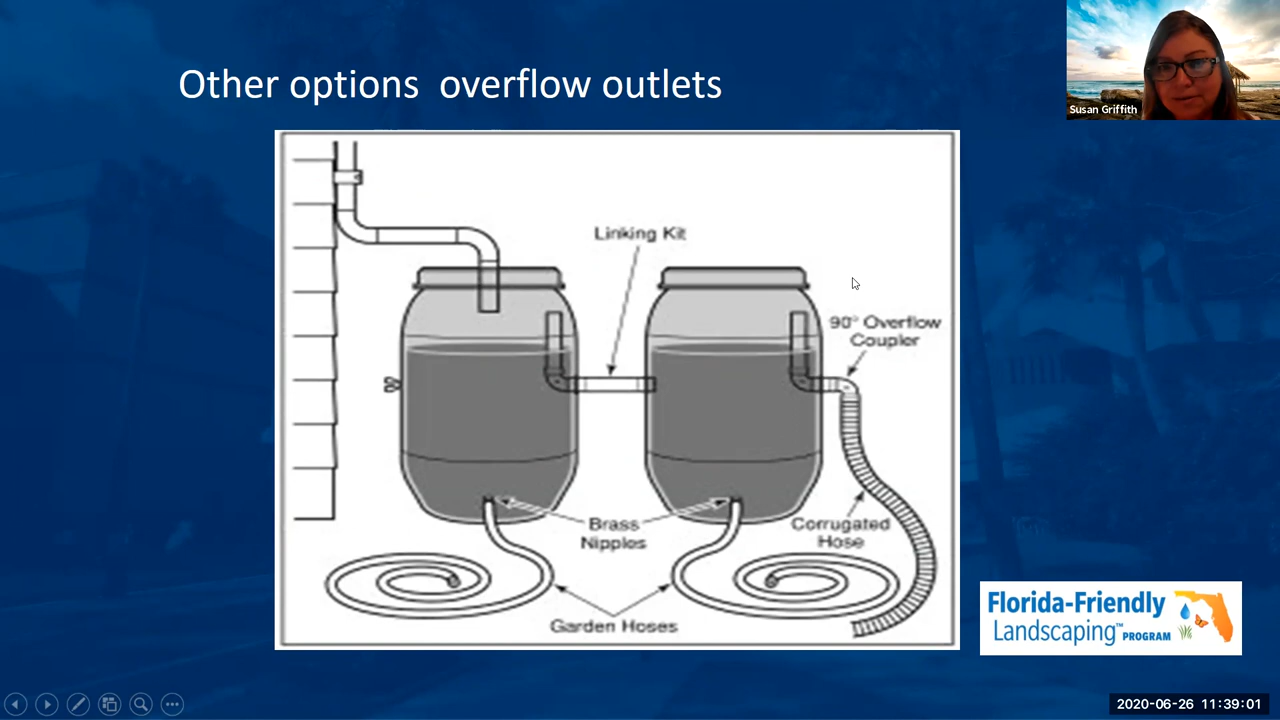 Other options  overflow outlets
Susan Griffith
Linking Kit
90° Overflow
Coupler
Brass
Nipples
Corrugated
Hose
Garden Hoses
Florida-Friendly
Landscaping™ PROGRAM
2020-06-26 11:39:01